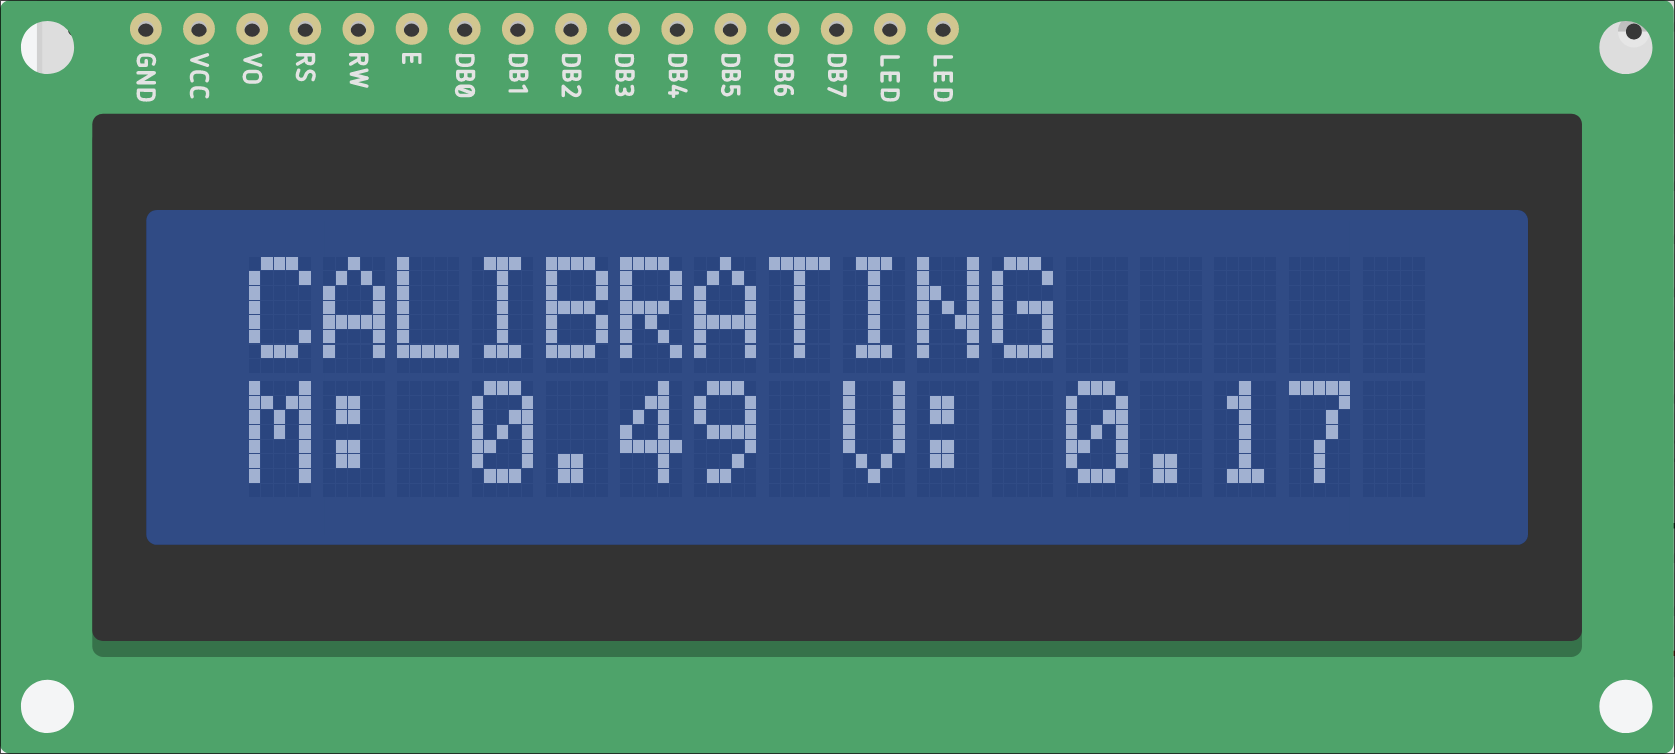 GND VCC VO RS RW E DB0 DB1 DB2 DB3 DB4 DB5 DB6 DB7 LED LED
CALIBRATING
M: 0.49 V: 0.17